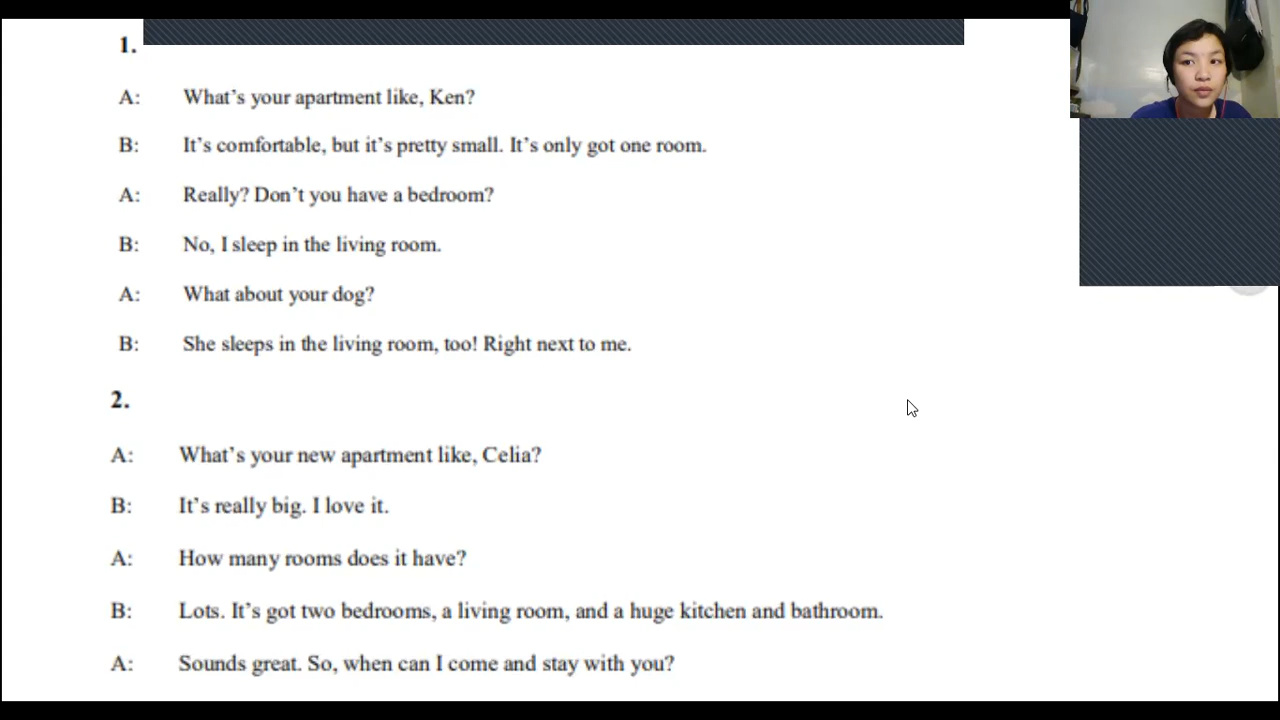 1.
A: What's your apartment like, Ken?
B: It's comfortable, but it's pretty small. It's only got one room.
A: Really? Don't you have a bedroom?
B: No, I sleep in the living room.
A: What about your dog?
B: She sleeps in the living room, too! Right next to me.
2.
A: What's your new apartment like, Celia?
B: It's really big. I love it.
A: How many rooms does it have?
B: Lots. It's got two bedrooms, a living room, and a huge kitchen and bathroom.
A: Sounds great. So, when can I come and stay with you?